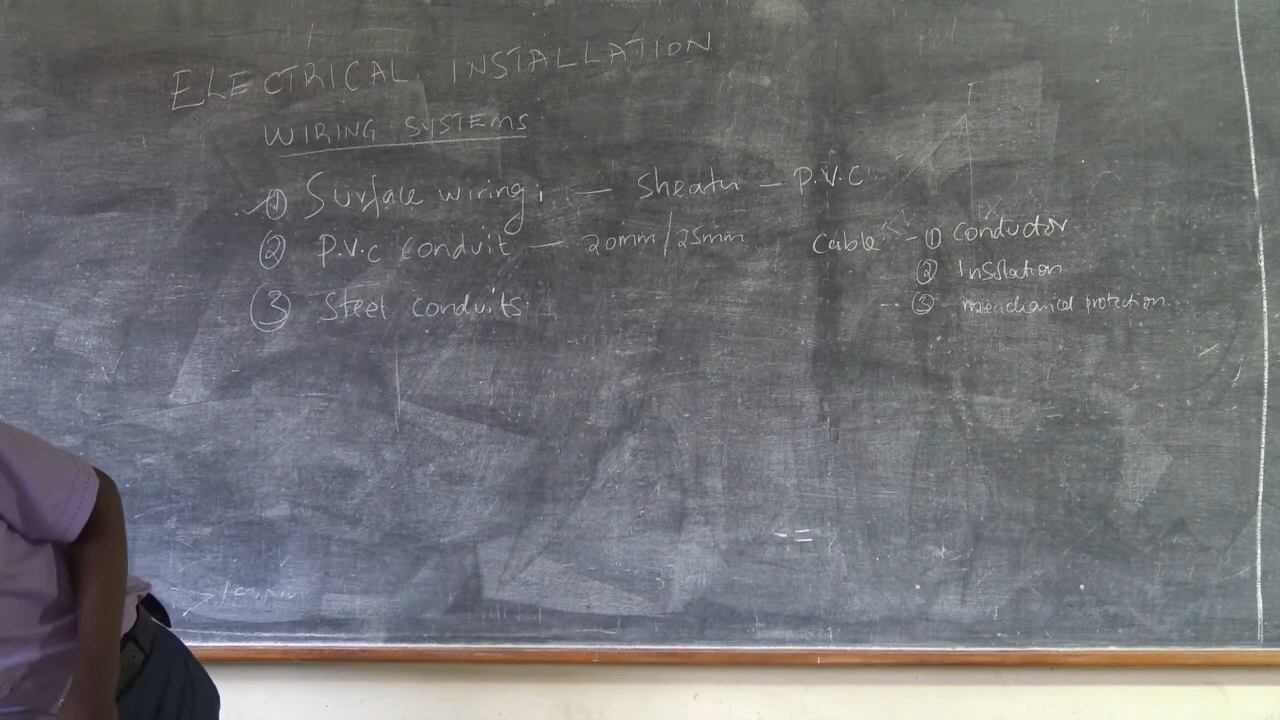 ELECTRICAL INSTALLATION
WIRING SYSTEMS
① Surface wiring; — Sheath — P.V.C.
② P.V.C conduit — 20mm/25mm
③ Steel conduits.
Cable - ① Conductor
② Insulation
③ mechanical protection